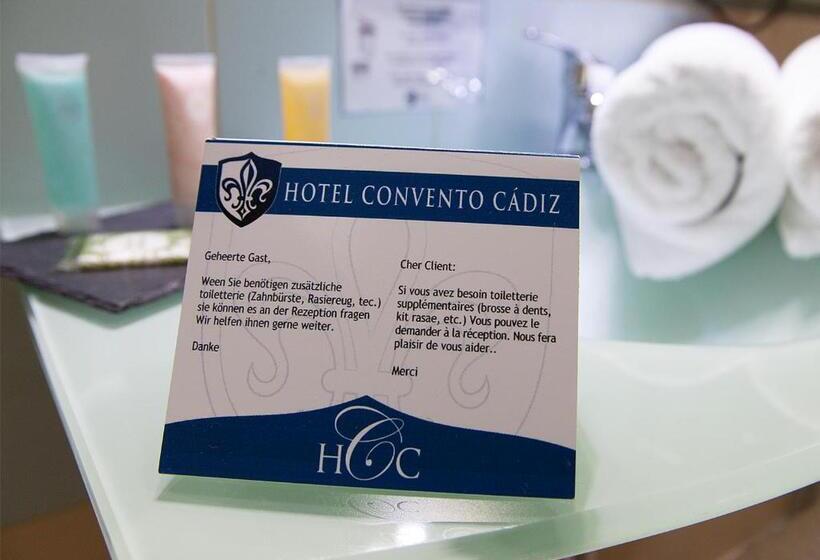 HOTEL CONVENTO CÁDIZ
Geheerte Gast,
Ween Sie benötigen zusätzliche
toiletterie (Zahnbürste, Rasiereug, tec.)
sie können es an der Rezeption fragen
Wir helfen ihnen gerne weiter.
Danke
Cher Client:
Si vous avez besoin toiletterie
supplémentaires (brosse à dents,
kit rasae, etc.) Vous pouvez le
demander à la réception. Nous fera
plaisir de vous aider..
Merci
HCC